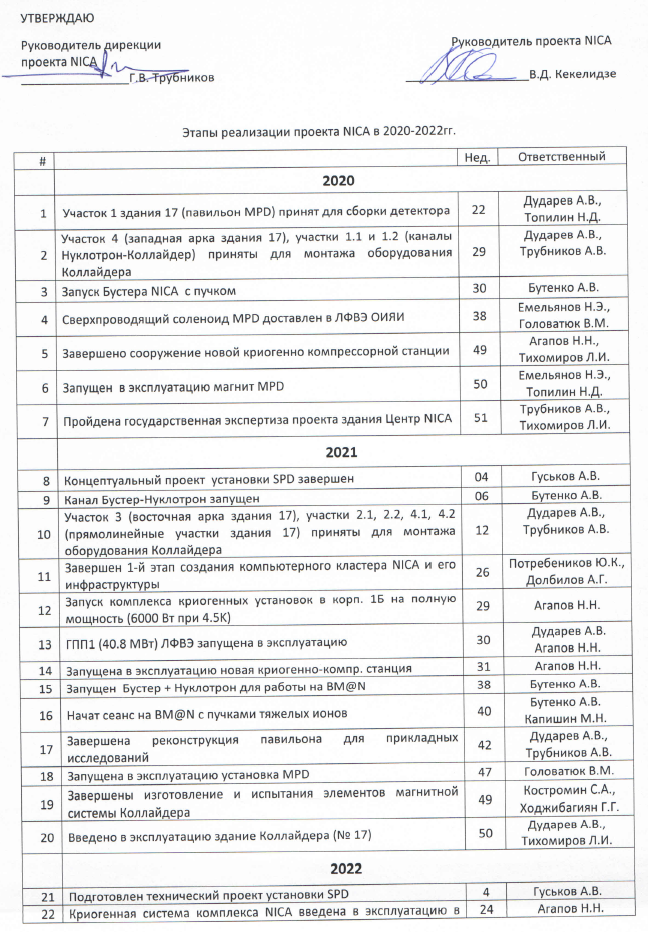 УТВЕРЖДАЮ
Руководитель дирекции
проекта NICA
Г.В. Трубников
Руководитель проекта NICA
В.Д. Кекелидзе
Этапы реализации проекта NICA в 2020-2022гг.
# Нед. Ответственный
2020
1 Участок 1 здания 17 (павильон MPD) принят для сборки детектора 22 Дударев А.В.,
Топилин Н.Д.
2 Участок 4 (западная арка здания 17), участки 1.1 и 1.2 (каналы
Нуклотрон-Коллайдер) приняты для монтажа оборудования
Коллайдера 29 Дударев А.В.,
Трубников А.В.
3 Запуск Бустера NICA с пучком 30 Бутенко А.В.
4 Сверхпроводящий соленоид MPD доставлен в ЛФВЭ ОИЯИ 38 Емельянов Н.Э.,
Головатюк В.М.
5 Завершено сооружение новой криогенно компрессорной станции 49 Агапов Н.Н.,
Тихомиров Л.И.
6 Запущен в эксплуатацию магнит MPD 50 Емельянов Н.Э.,
Топилин Н.Д.
7 Пройдена государственная экспертиза проекта здания Центр NICA 51 Трубников А.В.,
Тихомиров Л.И.
2021
8 Концептуальный проект установки SPD завершен 04 Гуськов А.В.
9 Канал Бустер-Нуклотрон запущен 06 Бутенко А.В.
10 Участок 3 (восточная арка здания 17), участки 2.1, 2.2, 4.1, 4.2
(прямолинейные участки здания 17) приняты для монтажа
оборудования Коллайдера 12 Дударев А.В.,
Трубников А.В.
11 Завершен 1-й этап создания компьютерного кластера NICA и его
инфраструктуры 26 Потребеников Ю.К.,
Долбилов А.Г.
12 Запуск комплекса криогенных установок в корп. 1Б на полную
мощность (6000 Вт при 4.5К) 29 Агапов Н.Н.
13 ГПП1 (40.8 МВт) ЛФВЭ запущена в эксплуатацию 30 Дударев А.В.
Агапов Н.Н.
14 Запущена в эксплуатацию новая криогенно-компр. станция 31 Агапов Н.Н.
15 Запущен Бустер + Нуклотрон для работы на BM@N 38 Бутенко А.В.
16 Начат сеанс на BM@N с пучками тяжелых ионов 40 Бутенко А.В.
Капишин М.Н.
17 Завершена реконструкция павильона для прикладных
исследований 42 Дударев А.В.,
Трубников А.В.
18 Запущена в эксплуатацию установка MPD 47 Головатюк В.М.
19 Завершены изготовление и испытания элементов магнитной
системы Коллайдера 49 Костромин С.А.,
Ходжибагиян Г.Г.
20 Введено в эксплуатацию здание Коллайдера (№ 17) 50 Дударев А.В.,
Тихомиров Л.И.
2022
21 Подготовлен технический проект установки SPD 4 Гуськов А.В.
22 Криогенная система комплекса NICA введена в эксплуатацию в 24 Агапов Н.Н.